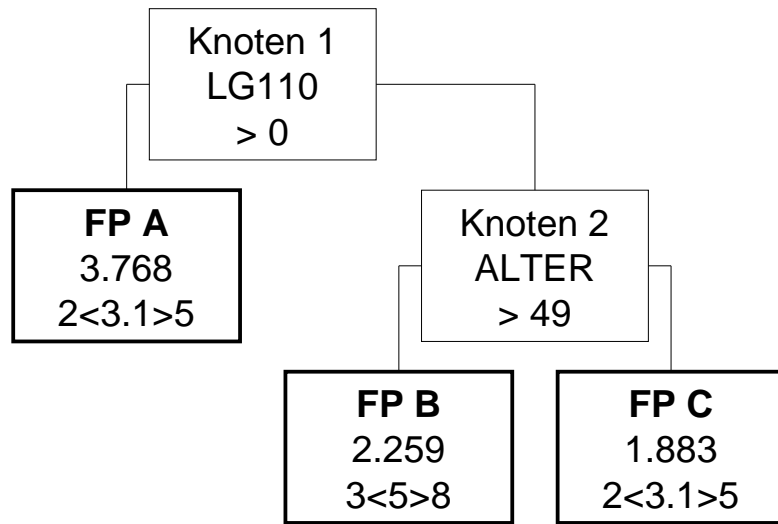 Knoten 1
LG110
> 0
FP A
3.768
2<3.1>5
Knoten 2
ALTER
> 49
FP B
2.259
3<5>8
FP C
1.883
2<3.1>5